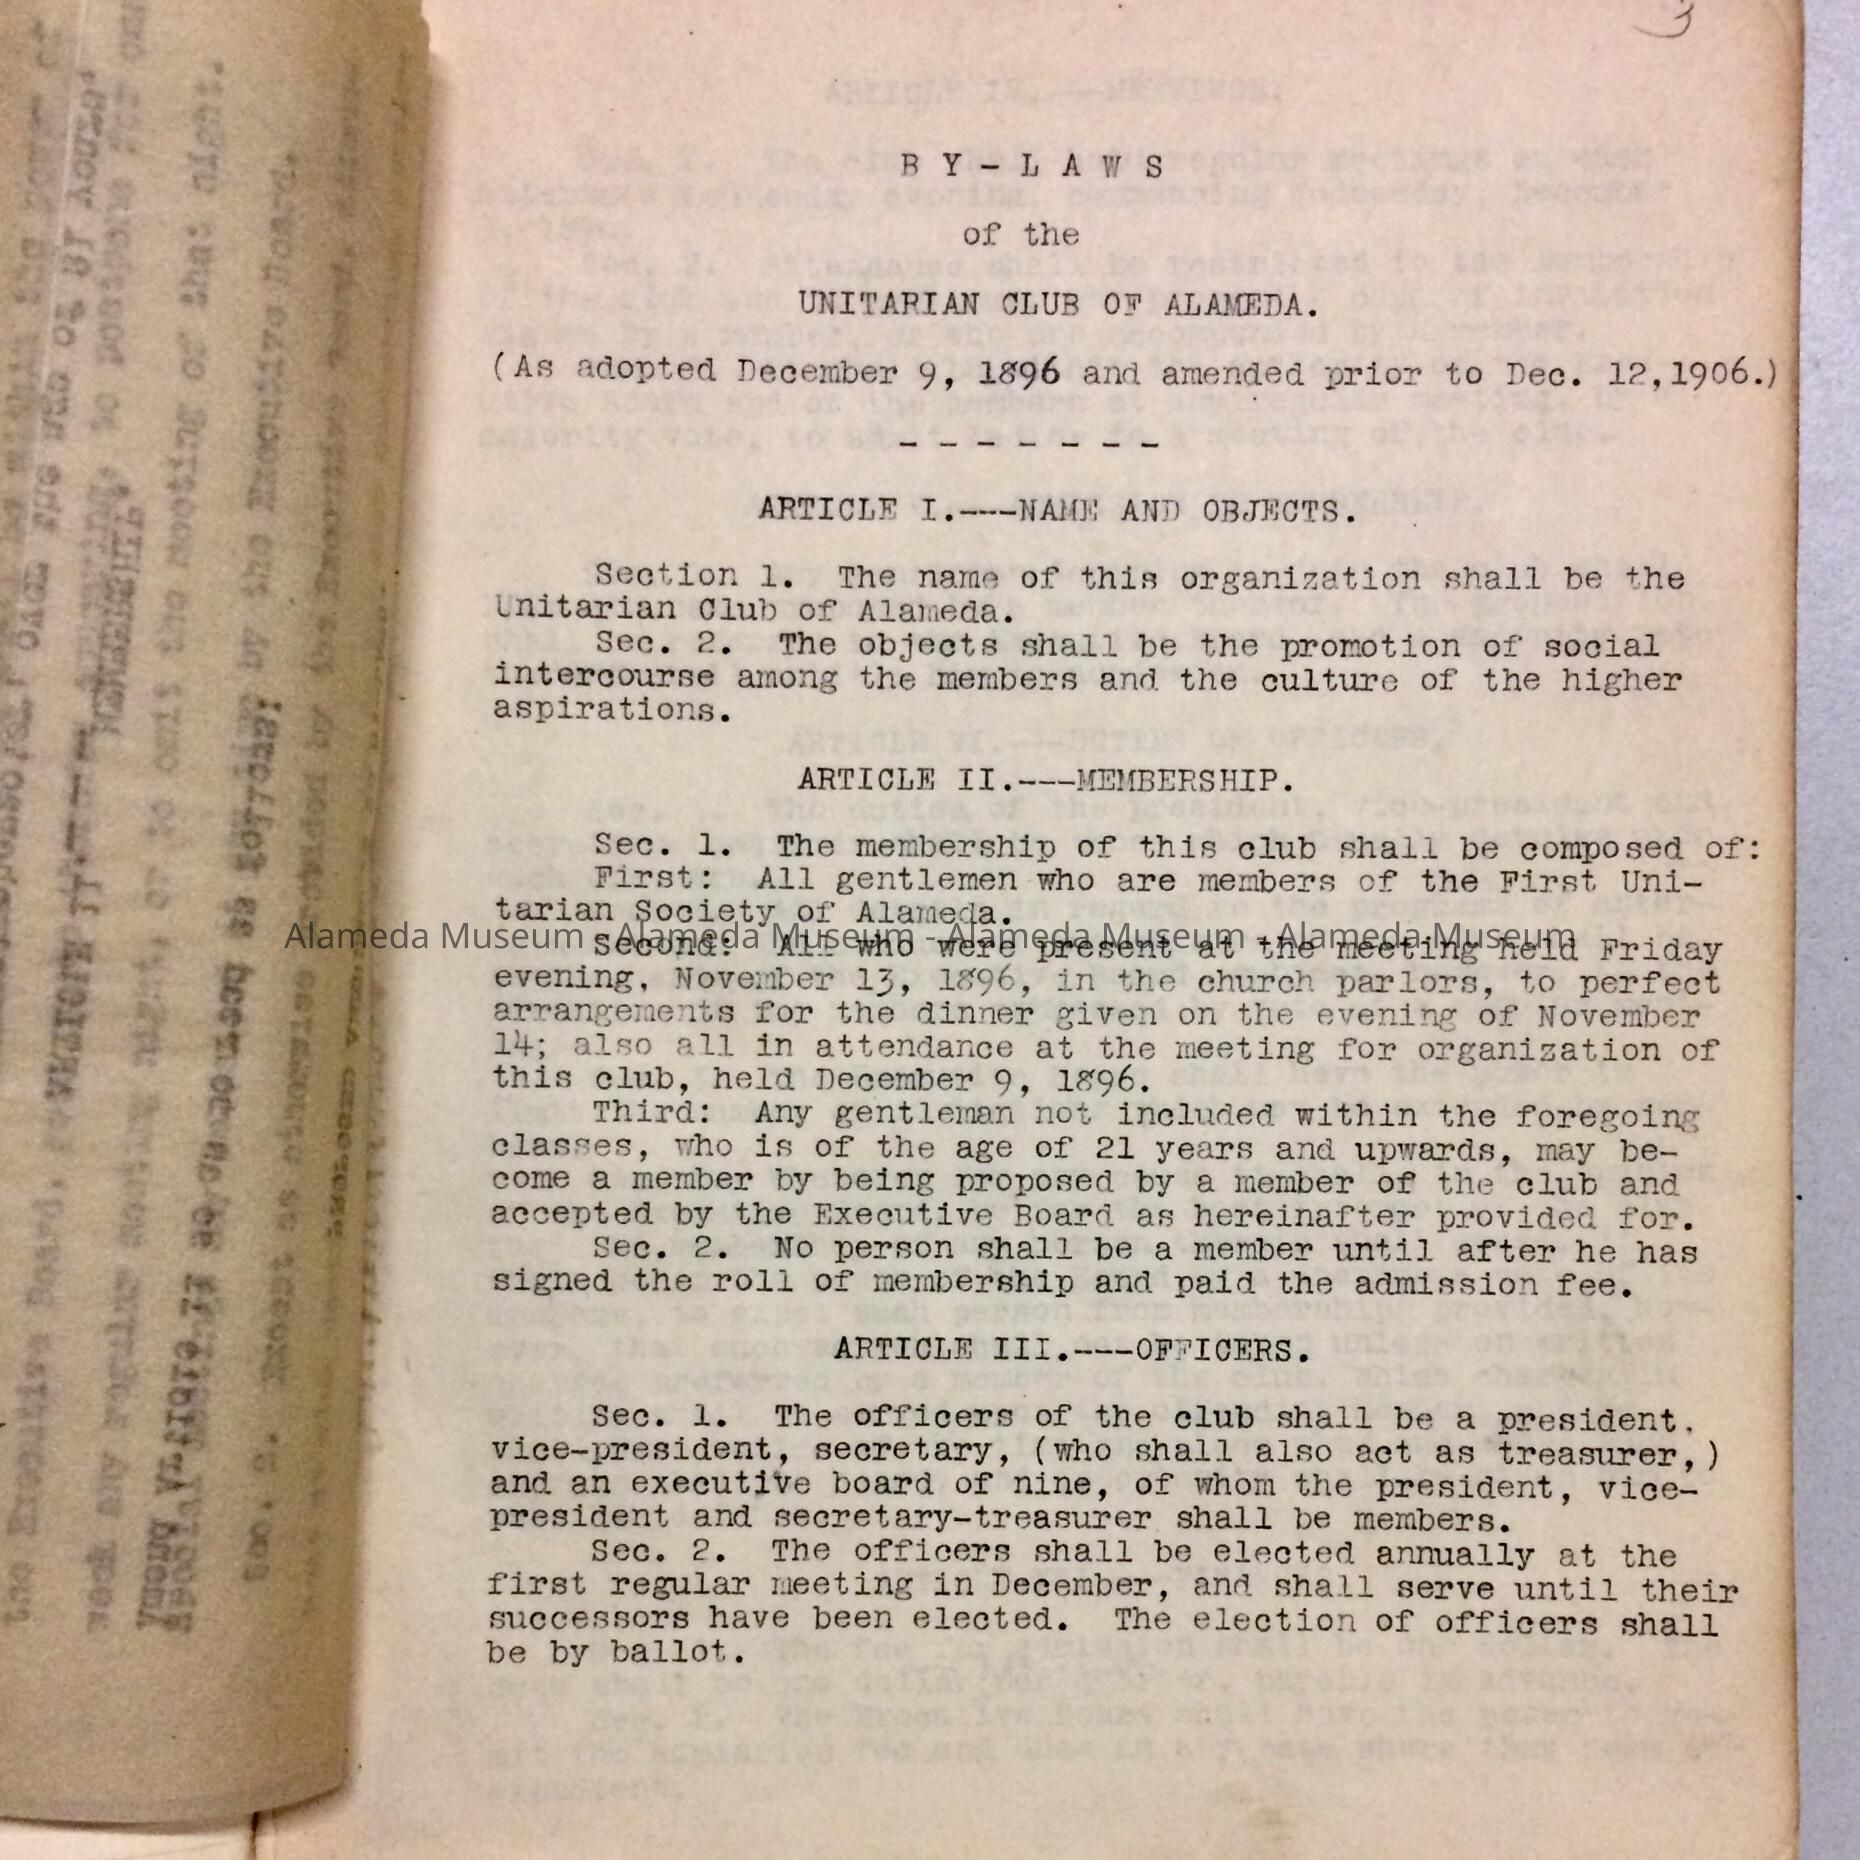 3
BY-LAWS
of the
UNITARIAN CLUB OF ALAMEDA.
(As adopted December 9, 1896 and amended prior to Dec. 12,1906.)
- - - - - - -
ARTICLE I.---NAME AND OBJECTS.
Section 1. The name of this organization shall be the
Unitarian Club of Alameda.
Sec. 2. The objects shall be the promotion of social
intercourse among the members and the culture of the higher
aspirations.
ARTICLE II.---MEMBERSHIP.
Sec. 1. The membership of this club shall be composed of:
First: All gentlemen who are members of the First Uni-
tarian Society of Alameda.
Alameda Museum - Alameda Museum - Alameda Museum - Alameda Museum
Second: All who were present at the meeting held Friday
evening, November 13, 1896, in the church parlors, to perfect
arrangements for the dinner given on the evening of November
14; also all in attendance at the meeting for organization of
this club, held December 9, 1896.
Third: Any gentleman not included within the foregoing
classes, who is of the age of 21 years and upwards, may be-
come a member by being proposed by a member of the club and
accepted by the Executive Board as hereinafter provided for.
Sec. 2. No person shall be a member until after he has
signed the roll of membership and paid the admission fee.
ARTICLE III.---OFFICERS.
Sec. 1. The officers of the club shall be a president,
vice-president, secretary, (who shall also act as treasurer,)
and an executive board of nine, of whom the president, vice-
president and secretary-treasurer shall be members.
Sec. 2. The officers shall be elected annually at the
first regular meeting in December, and shall serve until their
successors have been elected. The election of officers shall
be by ballot.